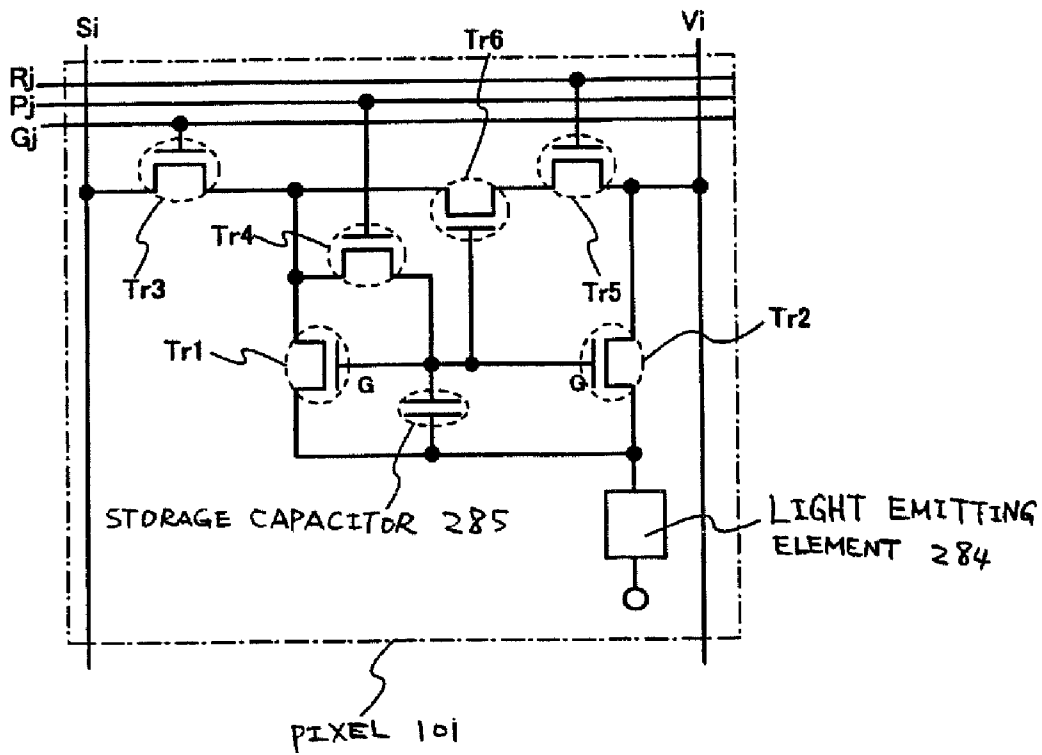 Si
Vi
Tr6
Rj
Pj
Gj
Tr4
Tr3
Tr5
Tr2
Tr1
G
G
STORAGE CAPACITOR 285
LIGHT EMITTING
ELEMENT 284
PIXEL 101